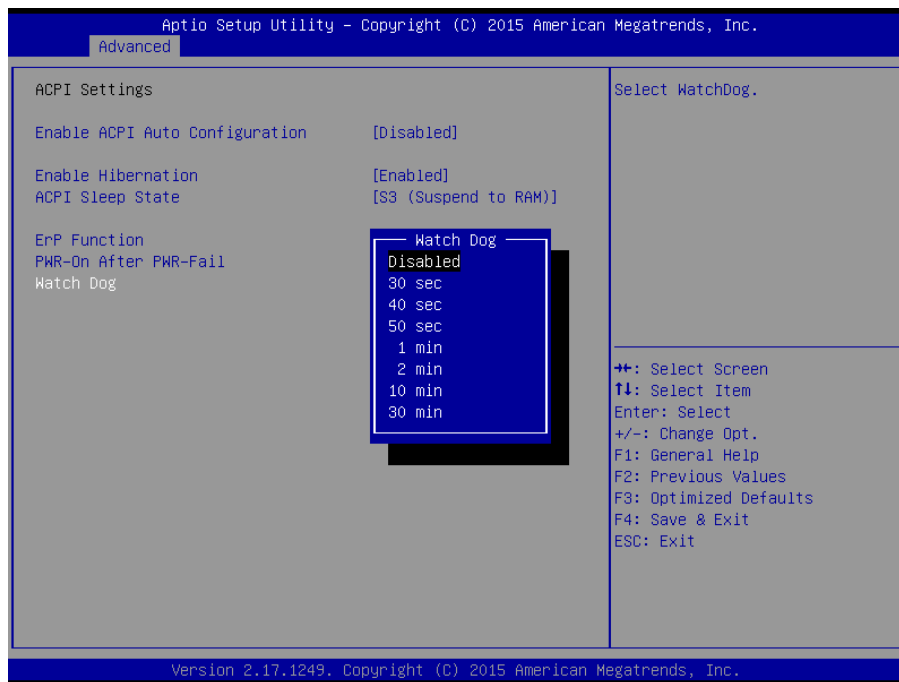 Aptio Setup Utility – Copyright (C) 2015 American Megatrends, Inc.
Advanced
ACPI Settings
Enable ACPI Auto Configuration [Disabled]
Enable Hibernation [Enabled]
ACPI Sleep State [S3 (Suspend to RAM)]
ErP Function
PWR-On After PWR-Fail
Watch Dog
Watch Dog
Disabled
30 sec
40 sec
50 sec
1 min
2 min
10 min
30 min
Select WatchDog.
→←: Select Screen
↑↓: Select Item
Enter: Select
+/-: Change Opt.
F1: General Help
F2: Previous Values
F3: Optimized Defaults
F4: Save & Exit
ESC: Exit
Version 2.17.1249. Copyright (C) 2015 American Megatrends, Inc.